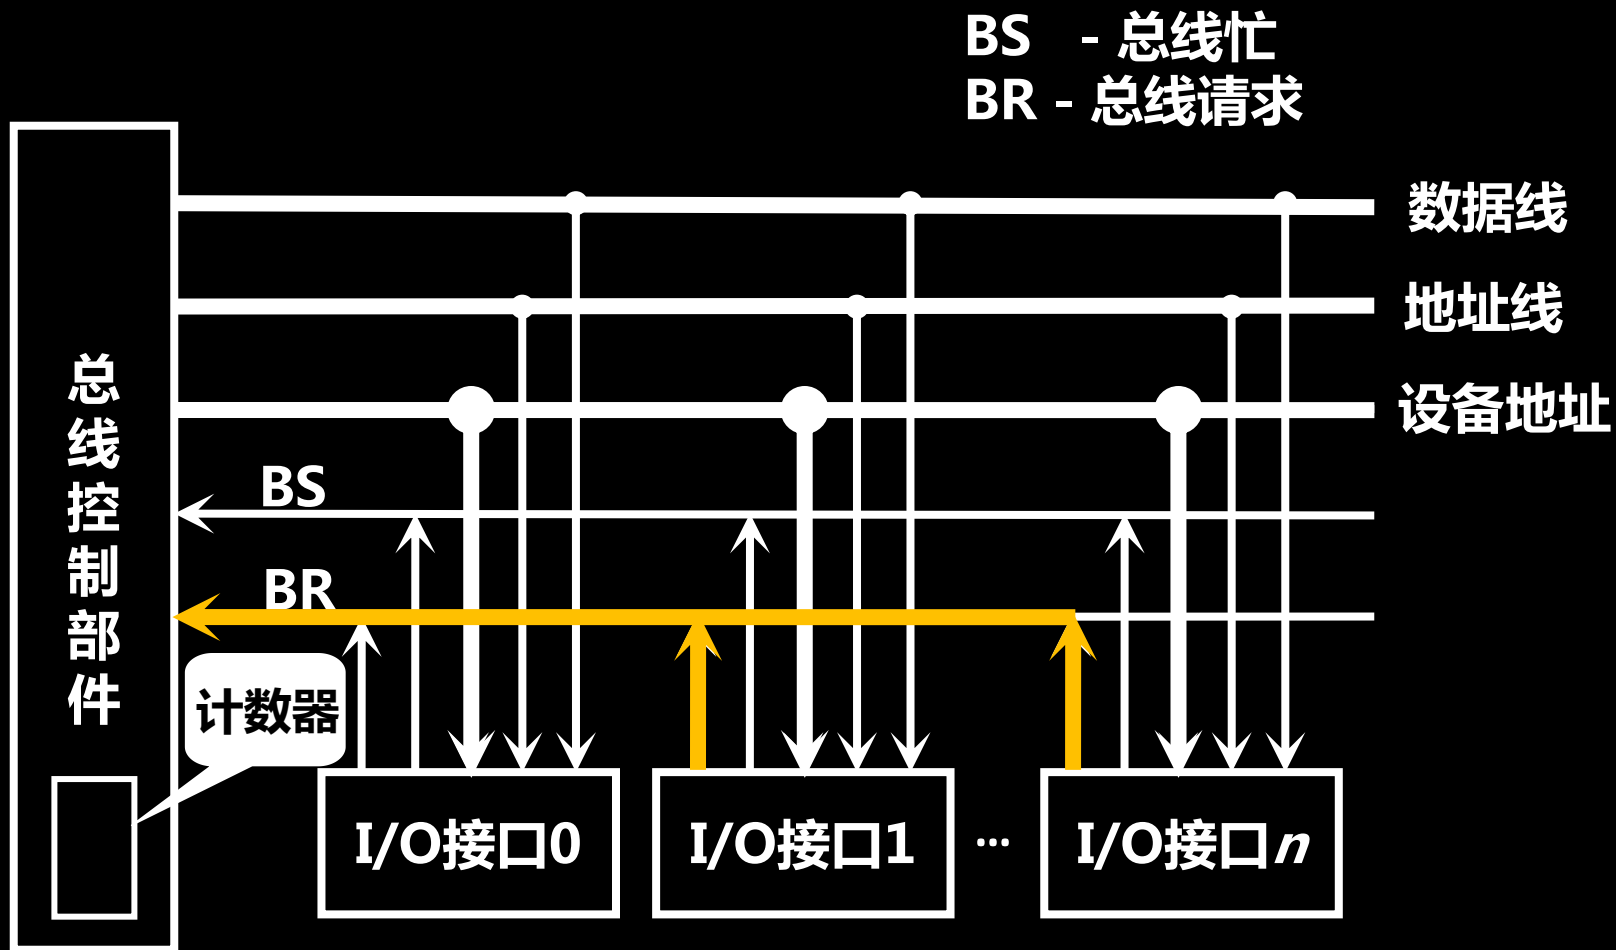 BS - 总线忙
BR - 总线请求
数据线
地址线
设备地址
总线控制部件
BS
BR
计数器
I/O接口0
I/O接口1
...
I/O接口n